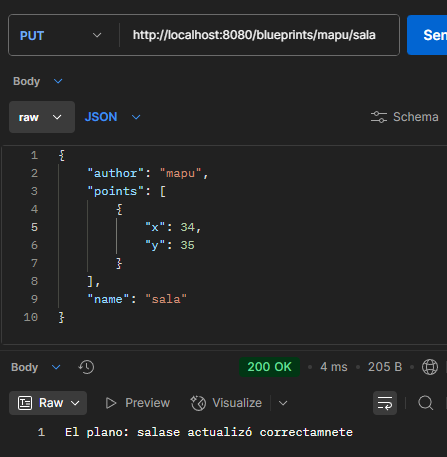 PUT http://localhost:8080/blueprints/mapu/sala Sen
Body
raw JSON Schema
1 {
2 "author": "mapu",
3 "points": [
4 {
5 "x": 34,
6 "y": 35
7 }
8 ],
9 "name": "sala"
10 }
Body 200 OK • 4 ms • 205 B
Raw Preview Visualize
1 El plano: salase actualizó correctamnete